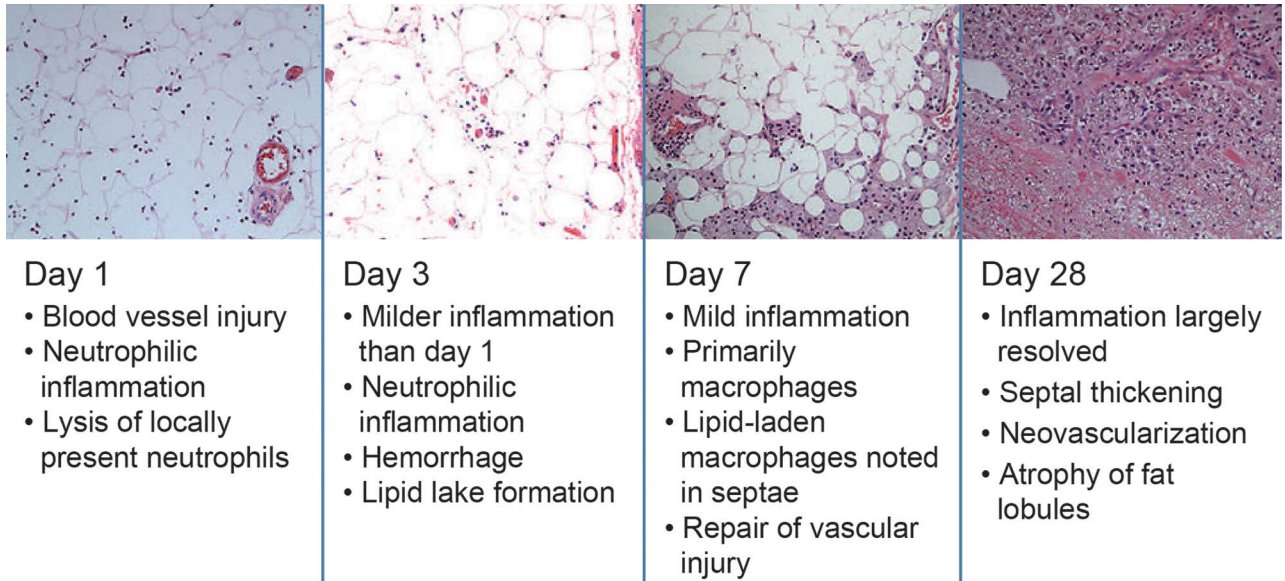 Day 1
• Blood vessel injury
• Neutrophilic
inflammation
• Lysis of locally
present neutrophils
Day 3
• Milder inflammation
than day 1
• Neutrophilic
inflammation
• Hemorrhage
• Lipid lake formation
Day 7
• Mild inflammation
• Primarily
macrophages
• Lipid-laden
macrophages noted
in septae
• Repair of vascular
injury
Day 28
• Inflammation largely
resolved
• Septal thickening
• Neovascularization
• Atrophy of fat
lobules